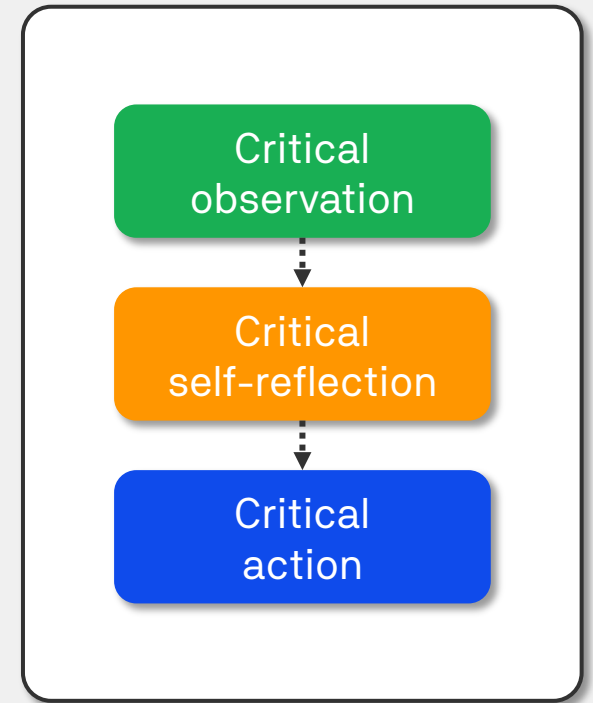 Critical
observation
Critical
self-reflection
Critical
action